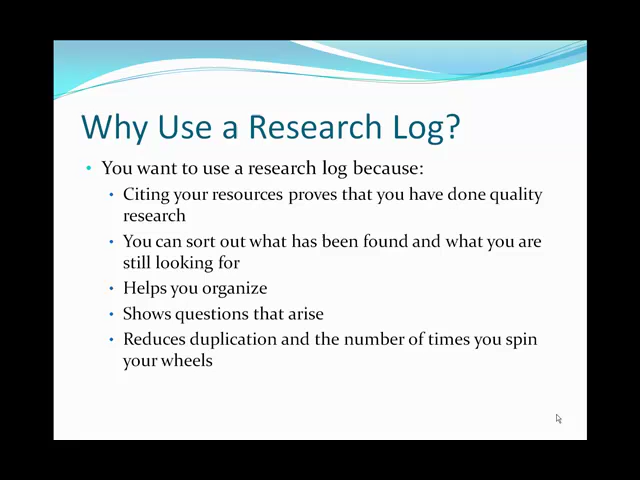 Why Use a Research Log?
• You want to use a research log because:
• Citing your resources proves that you have done quality
research
• You can sort out what has been found and what you are
still looking for
• Helps you organize
• Shows questions that arise
• Reduces duplication and the number of times you spin
your wheels